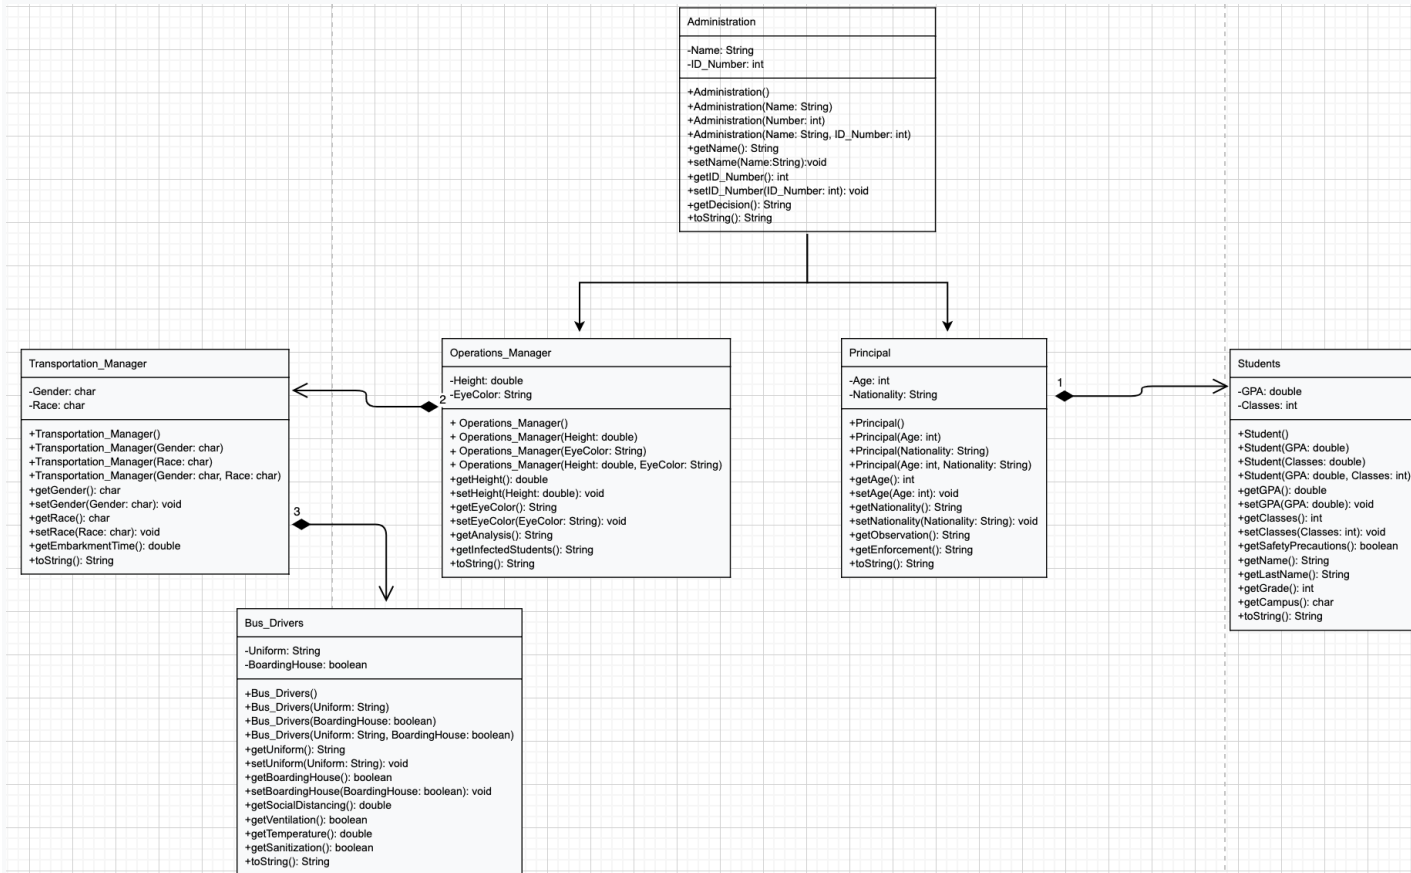 Administration
-Name: String
-ID_Number: int
+Administration()
+Administration(Name: String)
+Administration(Number: int)
+Administration(Name: String, ID_Number: int)
+getName(): String
+setName(Name:String):void
+getID_Number(): int
+setID_Number(ID_Number: int): void
+getDecision(): String
+toString(): String
Transportation_Manager
-Gender: char
-Race: char
+Transportation_Manager()
+Transportation_Manager(Gender: char)
+Transportation_Manager(Race: char)
+Transportation_Manager(Gender: char, Race: char)
+getGender(): char
+setGender(Gender: char): void
+getRace(): char
+setRace(Race: char): void
+getEmbarkmentTime(): double
+toString(): String
3
2
Operations_Manager
-Height: double
-EyeColor: String
+ Operations_Manager()
+ Operations_Manager(Height: double)
+ Operations_Manager(EyeColor: String)
+ Operations_Manager(Height: double, EyeColor: String)
+getHeight(): double
+setHeight(Height: double): void
+getEyeColor(): String
+setEyeColor(EyeColor: String): void
+getAnalysis(): String
+getInfectedStudents(): String
+toString(): String
Principal
-Age: int
-Nationality: String
+Principal()
+Principal(Age: int)
+Principal(Nationality: String)
+Principal(Age: int, Nationality: String)
+getAge(): int
+setAge(Age: int): void
+getNationality(): String
+setNationality(Nationality: String): void
+getObservation(): String
+getEnforcement(): String
+toString(): String
1
Students
-GPA: double
-Classes: int
+Student()
+Student(GPA: double)
+Student(Classes: double)
+Student(GPA: double, Classes: int)
+getGPA(): double
+setGPA(GPA: double): void
+getClasses(): int
+setClasses(Classes: int): void
+getSafetyPrecautions(): boolean
+getName(): String
+getLastName(): String
+getGrade(): int
+getCampus(): char
+toString(): String
Bus_Drivers
-Uniform: String
-BoardingHouse: boolean
+Bus_Drivers()
+Bus_Drivers(Uniform: String)
+Bus_Drivers(BoardingHouse: boolean)
+Bus_Drivers(Uniform: String, BoardingHouse: boolean)
+getUniform(): String
+setUniform(Uniform: String): void
+getBoardingHouse(): boolean
+setBoardingHouse(BoardingHouse: boolean): void
+getSocialDistancing(): double
+getVentilation(): boolean
+getTemperature(): double
+getSanitization(): boolean
+toString(): String